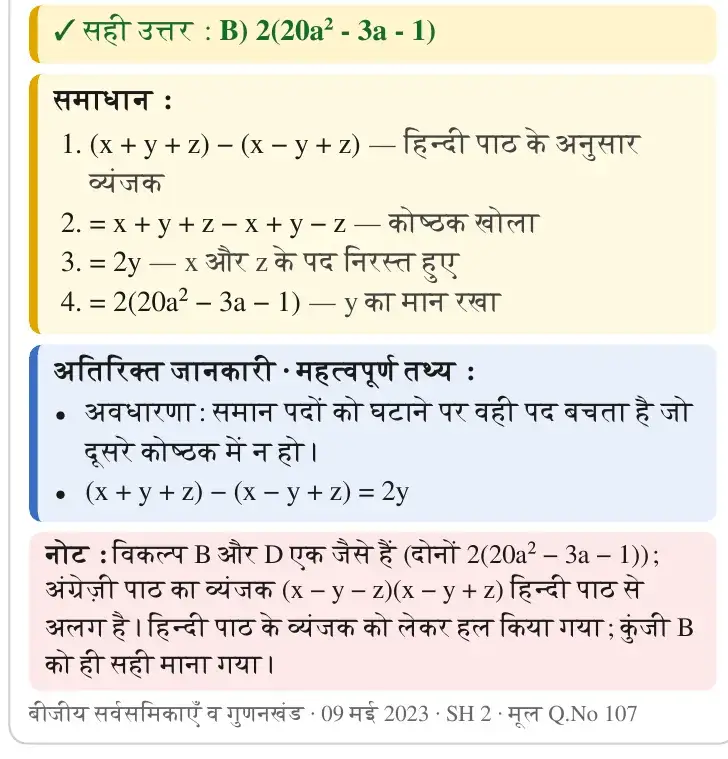 ✓ सही उत्तर : B) 2(20a² - 3a - 1)
समाधान :
1. (x + y + z) − (x − y + z) — हिन्दी पाठ के अनुसार
व्यंजक
2. = x + y + z − x + y − z — कोष्ठक खोला
3. = 2y — x और z के पद निरस्त हुए
4. = 2(20a² − 3a − 1) — y का मान रखा
अतिरिक्त जानकारी · महत्वपूर्ण तथ्य :
• अवधारणा : समान पदों को घटाने पर वही पद बचता है जो
दूसरे कोष्ठक में न हो।
• (x + y + z) − (x − y + z) = 2y
नोट : विकल्प B और D एक जैसे हैं (दोनों 2(20a² − 3a − 1));
अंग्रेज़ी पाठ का व्यंजक (x − y − z)(x − y + z) हिन्दी पाठ से
अलग है। हिन्दी पाठ के व्यंजक को लेकर हल किया गया; कुंजी B
को ही सही माना गया।
बीजीय सर्वसमिकाएँ व गुणनखंड · 09 मई 2023 · SH 2 · मूल Q.No 107